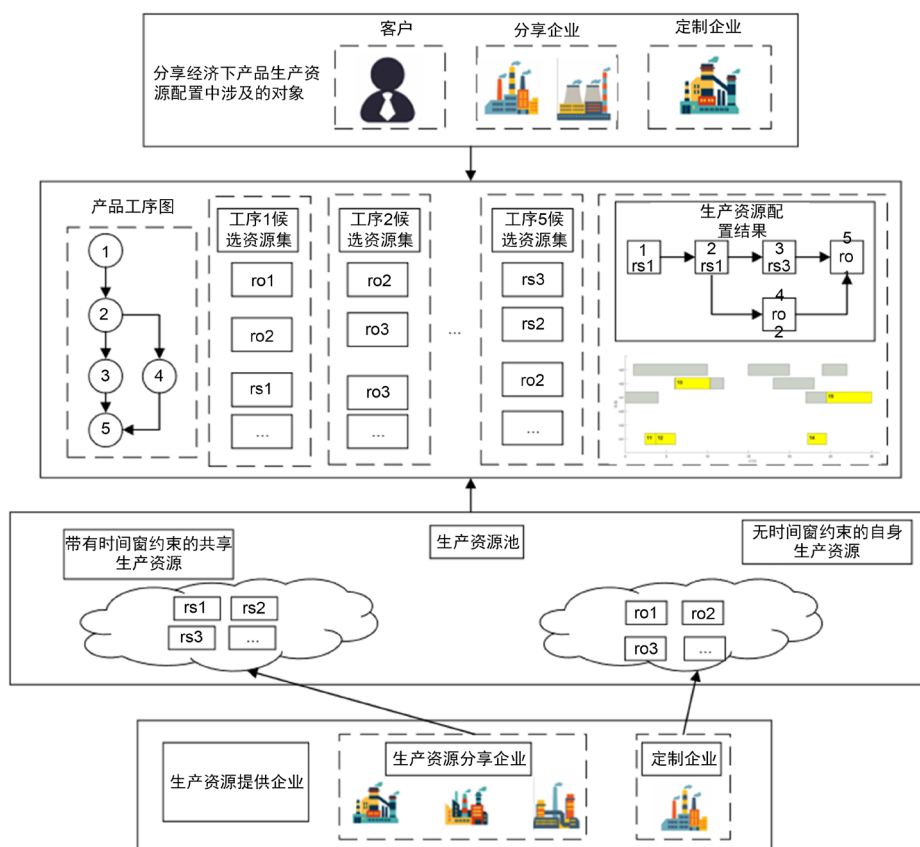 客户
分享企业
定制企业
分享经济下产品生产资
源配置中涉及的对象
产品工序图
1
2
3
4
5
工序1候
选资源集
ro1
ro2
rs1
...
工序2候
选资源集
ro2
ro3
ro3
...
...
工序5候
选资源集
rs3
rs2
ro2
...
生产资源配
置结果
1
rs1
2
rs1
3
rs3
5
ro
4
ro
2
带有时间窗约束的共享
生产资源
生产资源池
无时间窗约束的自身
生产资源
rs1
rs2
rs3
...
ro1
ro2
ro3
...
生产资源提供企业
生产资源分享企业
定制企业